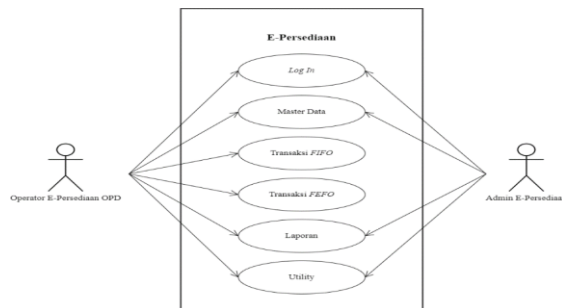 E-Persediaan
Log In
Master Data
Transaksi FIFO
Transaksi FEFO
Laporan
Utility
Operator E-Persediaan OPD
Admin E-Persediaa